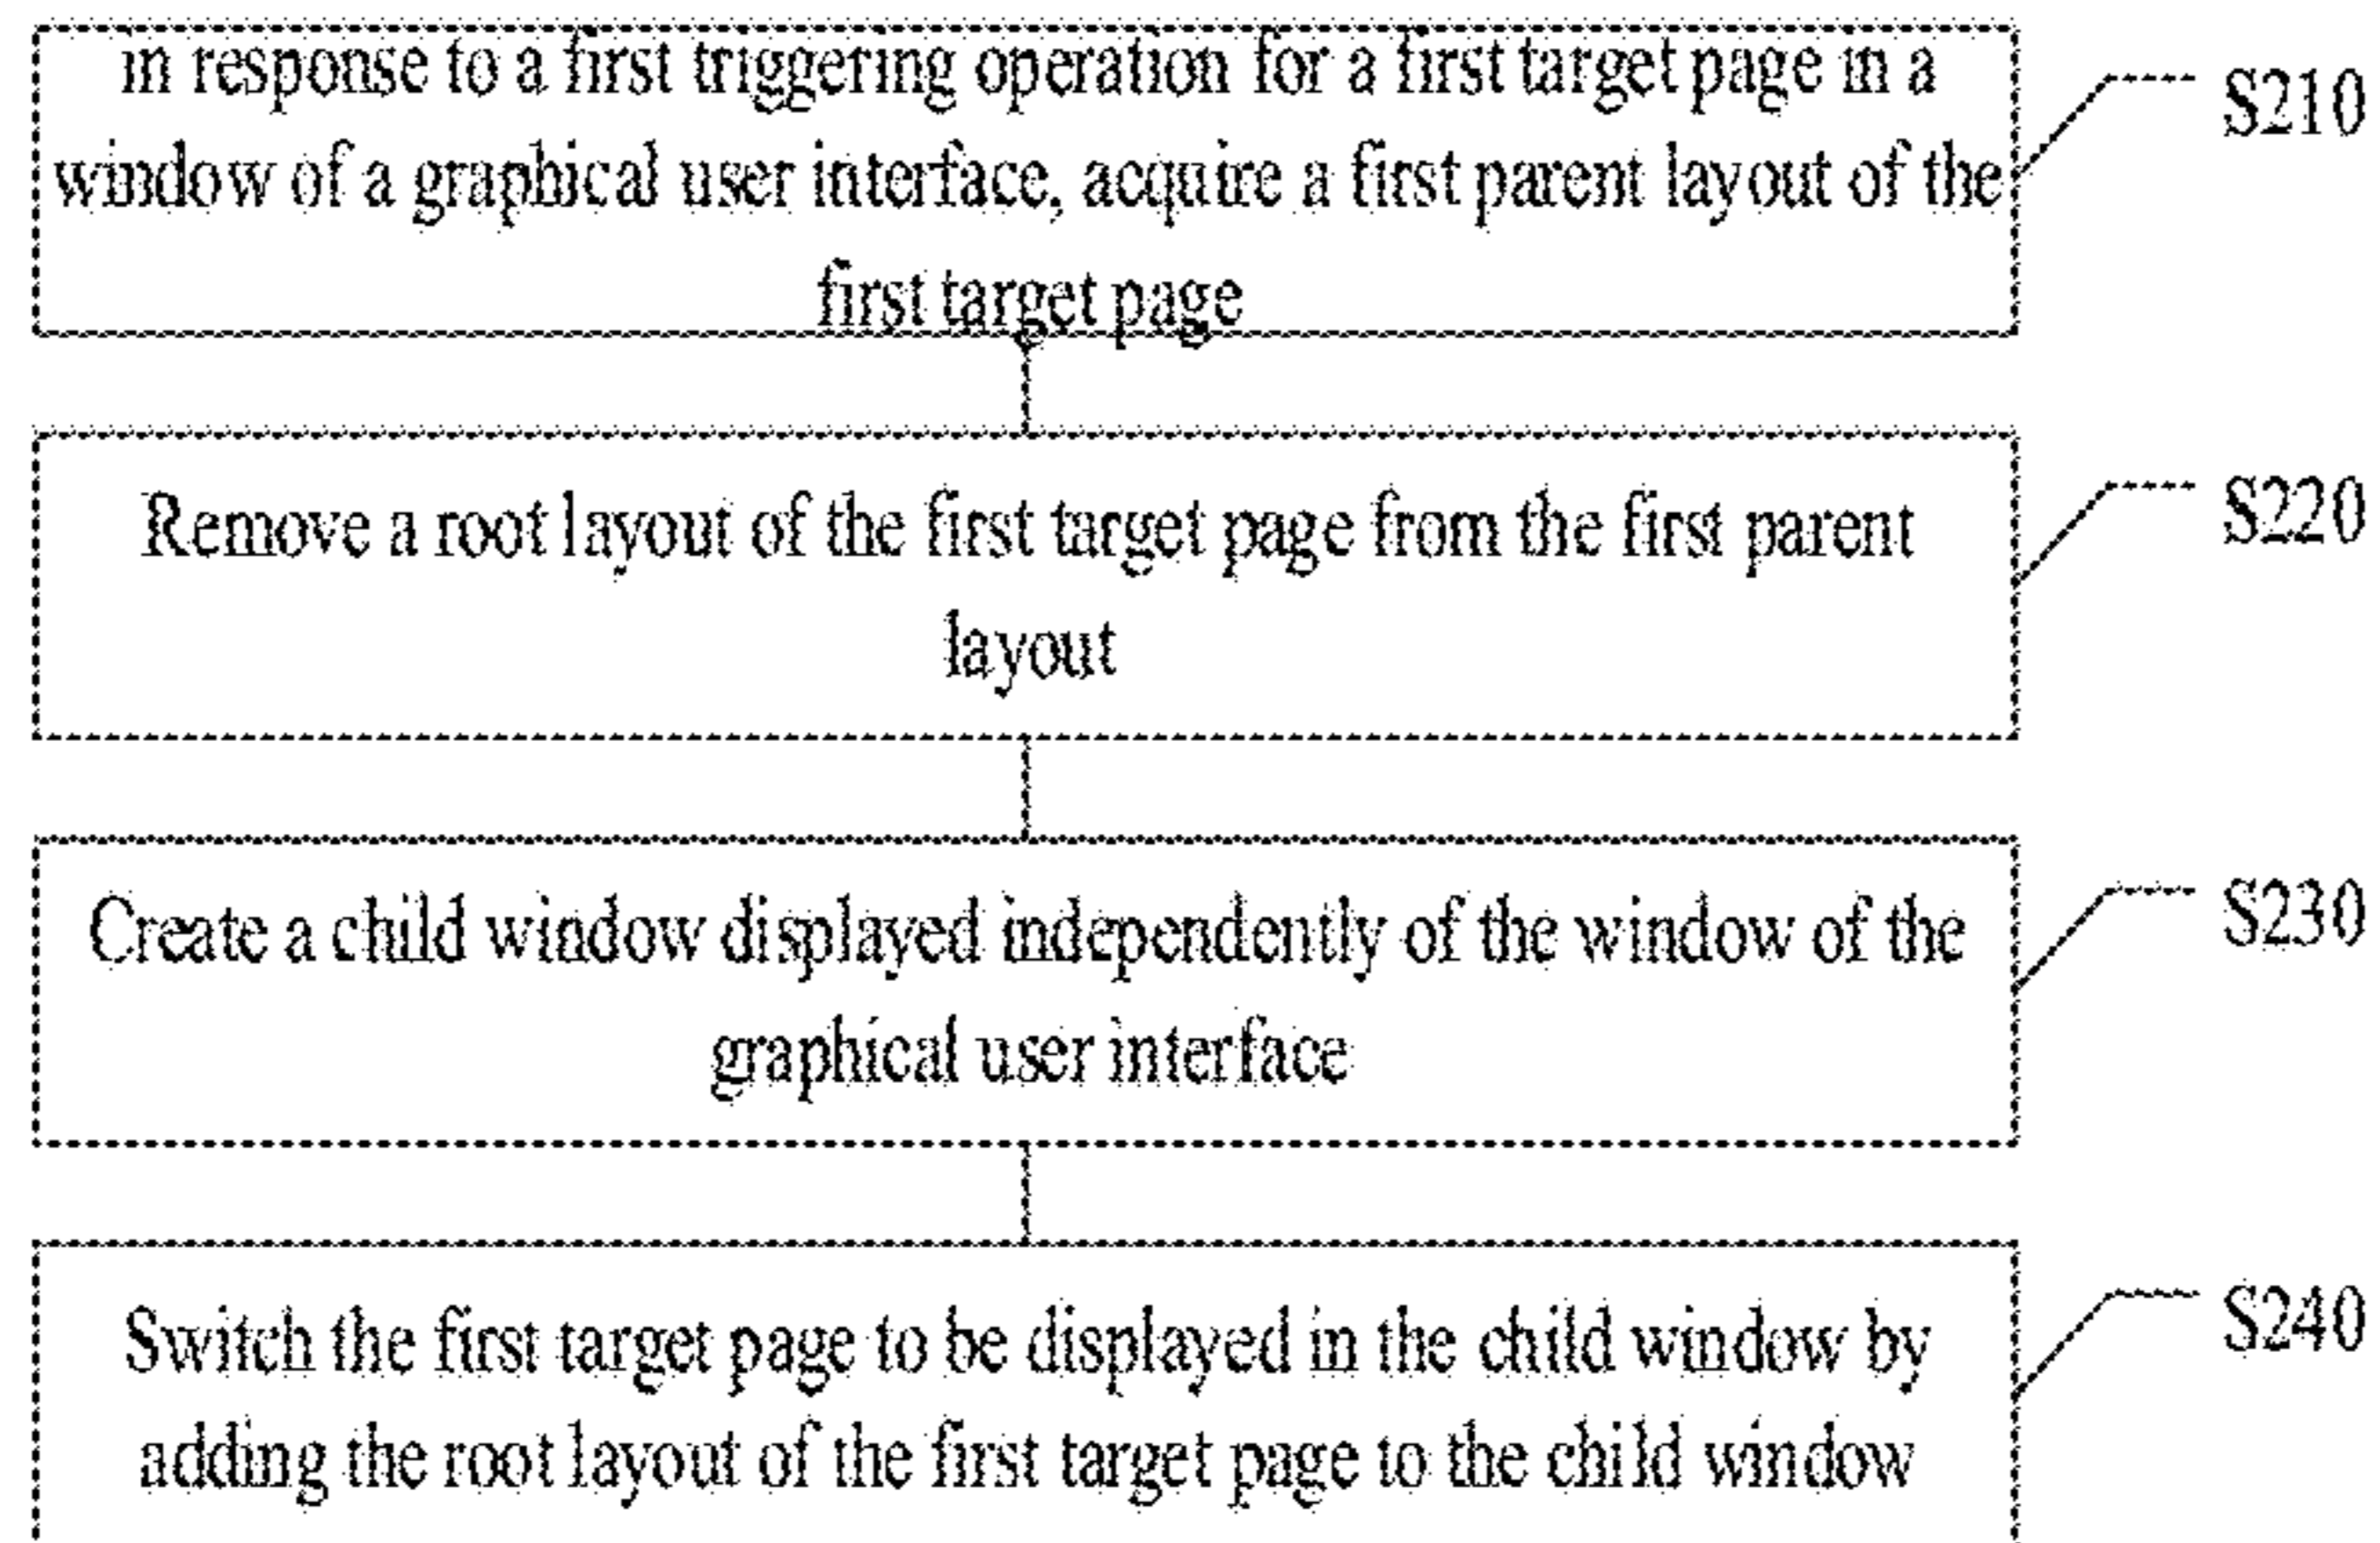 in response to a first triggering operation for a first target page in a
S210
window of a graphical user interface, acquire a first parent layout of the
first target page
Remove a root layout of the first target page from the first parent
S220
layout
Create a child window displayed independently of the window of the
S230
graphical user interface
Switch the first target page to be displayed in the child window by
S240
adding the root layout of the first target page to the child window